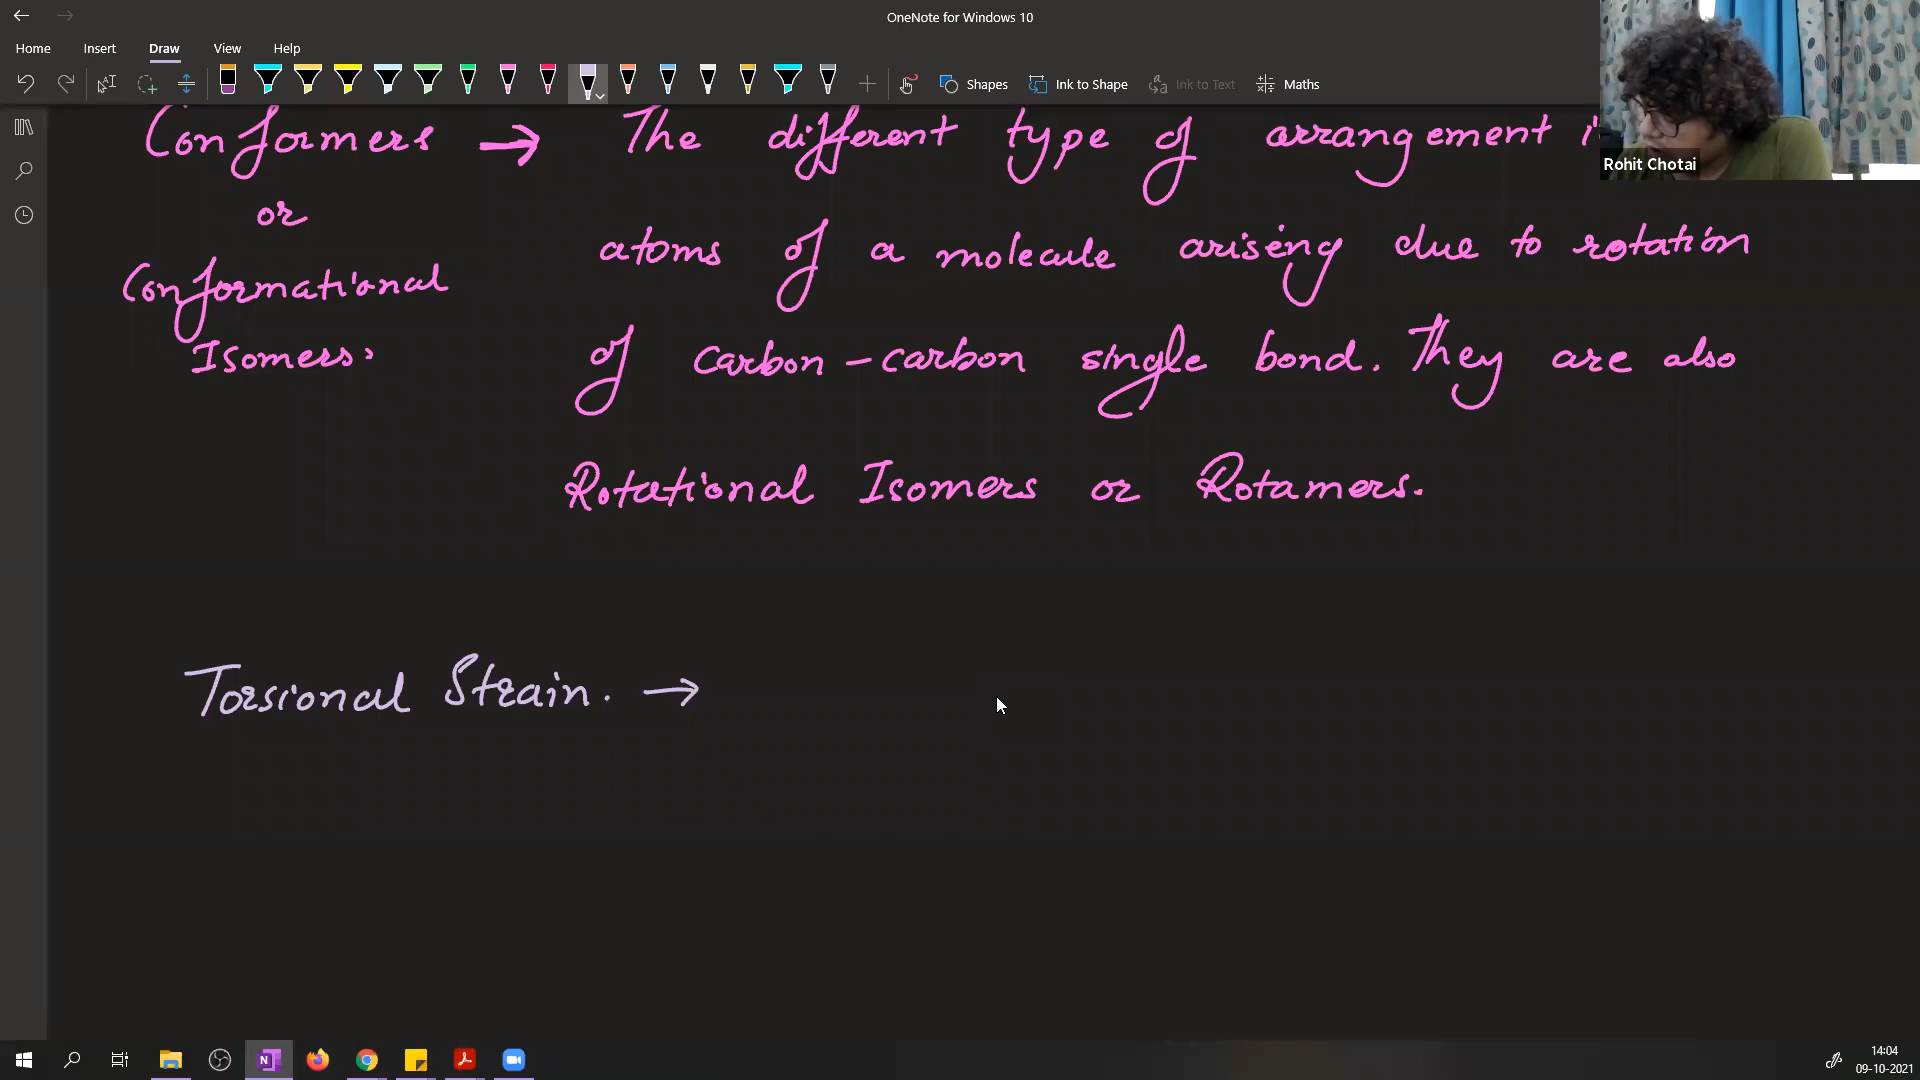 OneNote for Windows 10
Home Insert Draw View Help
Shapes Ink to Shape Ink to Text Maths
Rohit Chotai
Conformers → The different type of arrangement
or
atoms of a molecule arising due to rotation
Conformational
Isomers:
of carbon - carbon single bond. They are also
Rotational Isomers or Rotamers.
Torsional Strain. →
14:04
09-10-2021